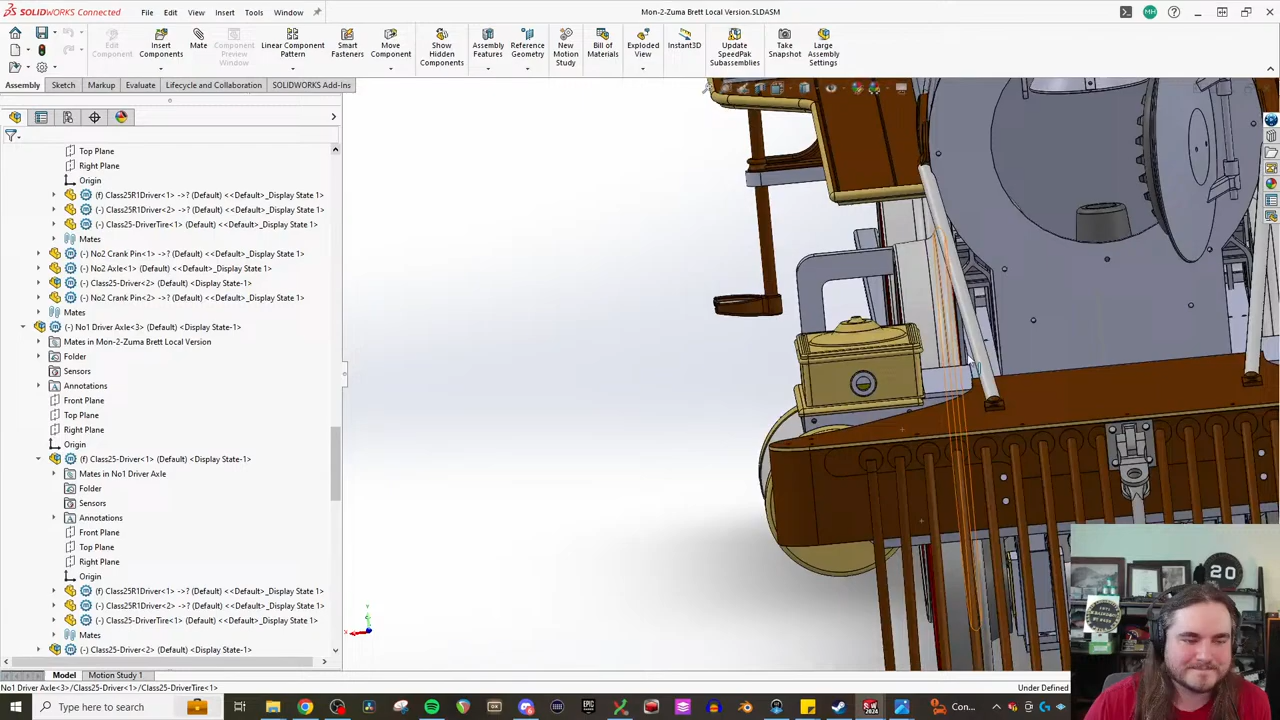 SOLIDWORKS Connected
File Edit View Insert Tools Window
Mon-2-Zuma Brett Local Version.SLDASM
MH
Edit Component
Insert Components
Mate
Component Preview Window
Linear Component Pattern
Smart Fasteners
Move Component
Show Hidden Components
Assembly Features
Reference Geometry
New Motion Study
Bill of Materials
Exploded View
Instant3D
Update SpeedPak Subassemblies
Take Snapshot
Large Assembly Settings
Assembly Sketch Markup Evaluate Lifecycle and Collaboration SOLIDWORKS Add-Ins
Top Plane
Right Plane
Origin
(f) Class25R1Driver<1> ->? (Default) <<Default>_Display State 1>
(-) Class25R1Driver<2> ->? (Default) <<Default>_Display State 1>
(-) Class25-DriverTire<1> (Default) <<Default>_Display State 1>
Mates
(-) No2 Crank Pin<1> ->? (Default) <<Default>_Display State 1>
(-) No2 Axle<1> (Default) <<Default>_Display State 1>
(-) Class25-Driver<2> (Default) <Display State-1>
(-) No2 Crank Pin<2> ->? (Default) <<Default>_Display State 1>
Mates
(-) No1 Driver Axle<3> (Default) <Display State-1>
Mates in Mon-2-Zuma Brett Local Version
Folder
Sensors
Annotations
Front Plane
Top Plane
Right Plane
Origin
(f) Class25-Driver<1> (Default) <Display State-1>
Mates in No1 Driver Axle
Folder
Sensors
Annotations
Front Plane
Top Plane
Right Plane
Origin
(f) Class25R1Driver<1> ->? (Default) <<Default>_Display State 1>
(-) Class25R1Driver<2> ->? (Default) <<Default>_Display State 1>
(-) Class25-DriverTire<1> (Default) <<Default>_Display State 1>
Mates
(-) Class25-Driver<2> (Default) <Display State-1>
20
Model Motion Study 1
No1 Driver Axle<3>/Class25-Driver<1>/Class25-DriverTire<1>
Under Defined
Type here to search
Con...